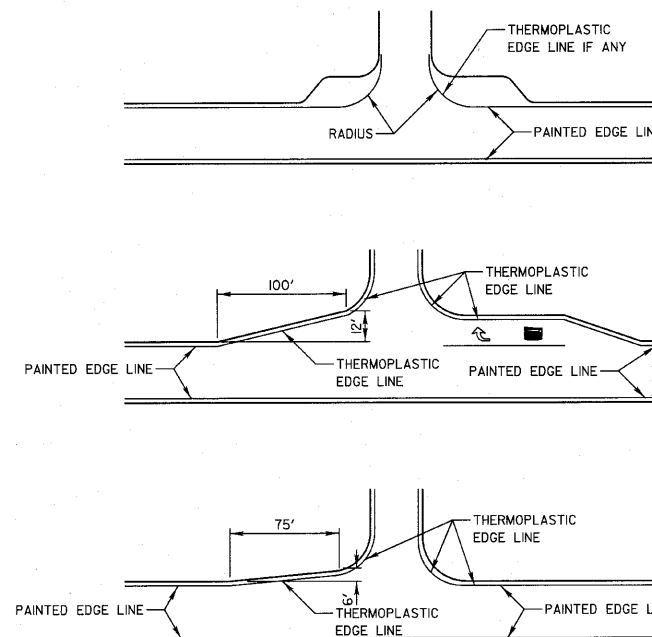 THERMOPLASTIC
EDGE LINE IF ANY
RADIUS
PAINTED EDGE LIN
100'
THERMOPLASTIC
EDGE LINE
12'
PAINTED EDGE LINE
THERMOPLASTIC
EDGE LINE
PAINTED EDGE LINE
75'
THERMOPLASTIC
EDGE LINE
6'
PAINTED EDGE LINE
THERMOPLASTIC
EDGE LINE
PAINTED EDGE L